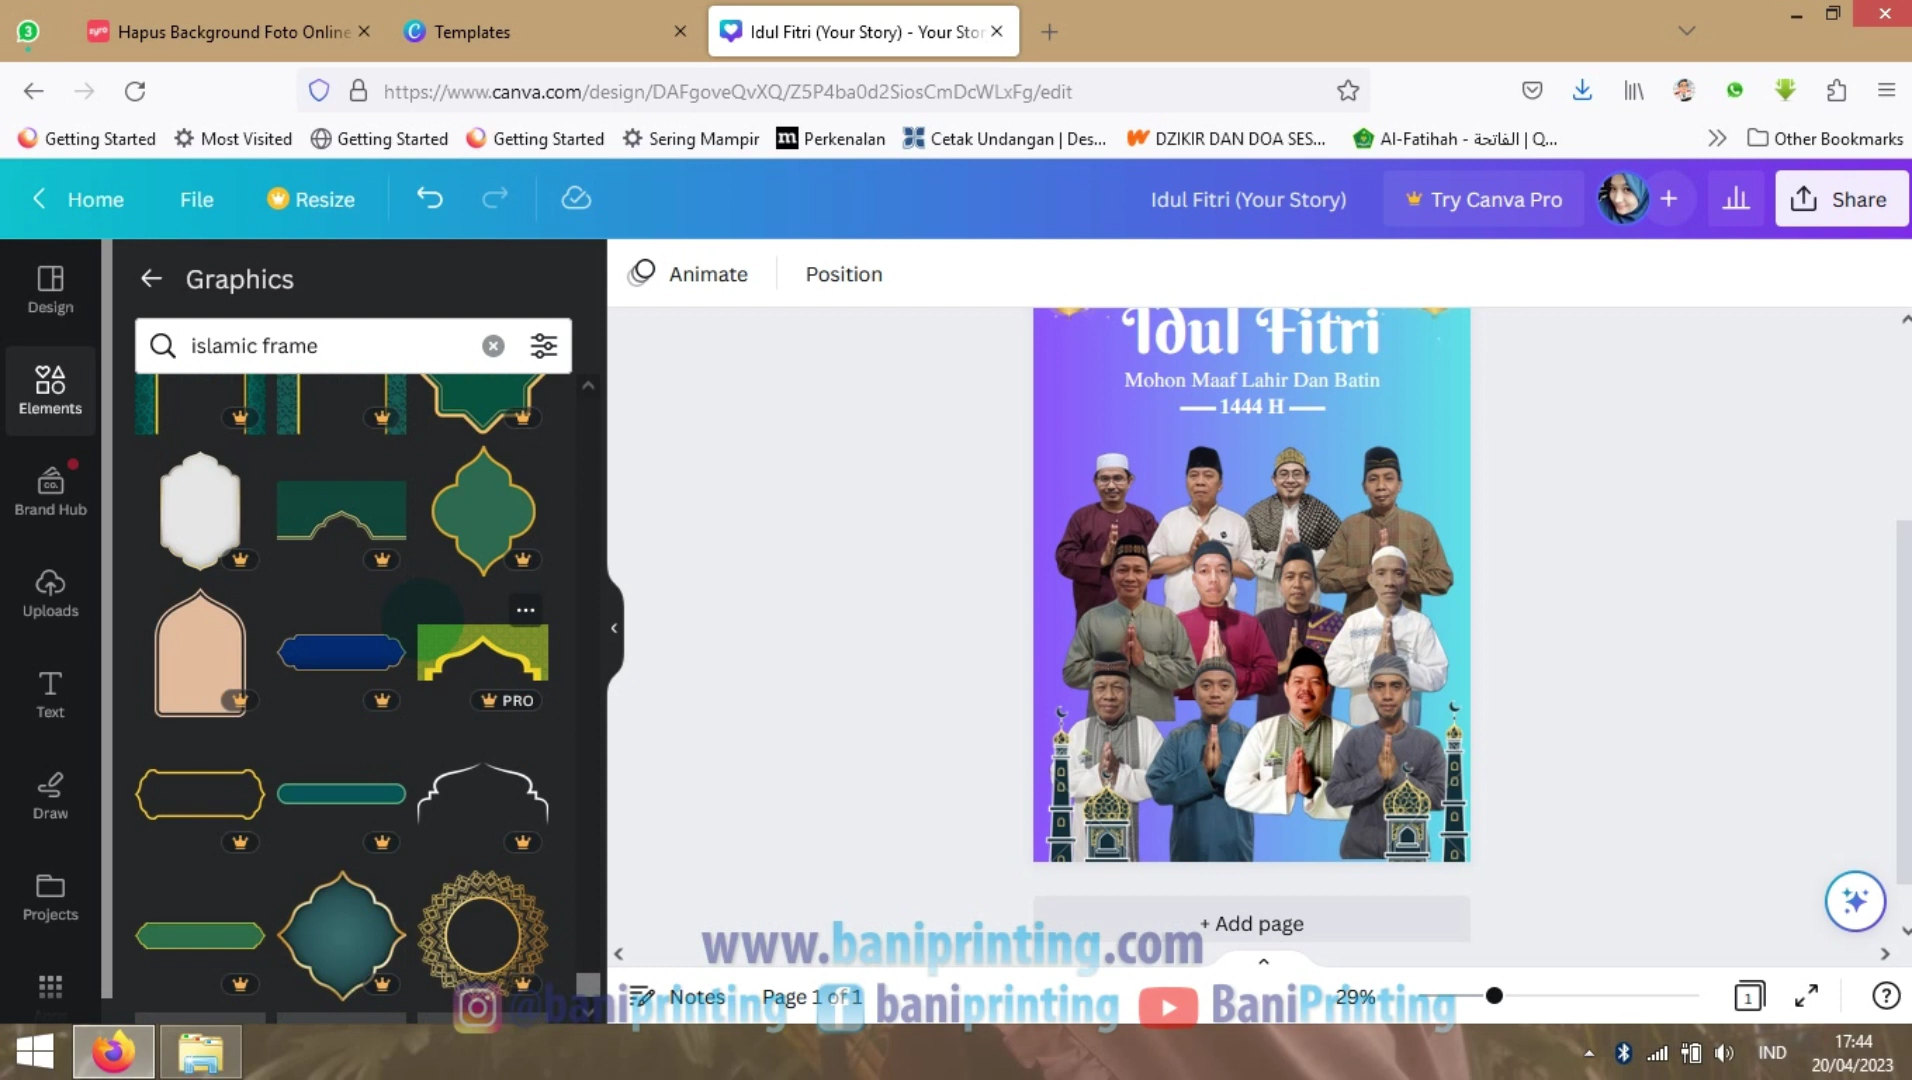 3
Hapus Background Foto Online
Templates
Idul Fitri (Your Story) - Your Stor
https://www.canva.com/design/DAFgoveQvXQ/Z5P4ba0d2SiosCmDcWLxFg/edit
Getting Started
Most Visited
Getting Started
Getting Started
Sering Mampir
m Perkenalan
Cetak Undangan | Des...
DZIKIR DAN DOA SES...
Al-Fatihah - الفاتحة | Q...
Other Bookmarks
Home
File
Resize
Idul Fitri (Your Story)
Try Canva Pro
Share
Design
Elements
CO.
Brand Hub
Uploads
Text
Draw
Projects
Graphics
islamic frame
PRO
Animate
Position
Idul Fitri
Mohon Maaf Lahir Dan Batin
1444 H
+ Add page
www.baniprinting.com
Notes
Page 1 of 1
29%
1
@baniprinting
baniprinting
BaniPrinting
IND
17:44
20/04/2023